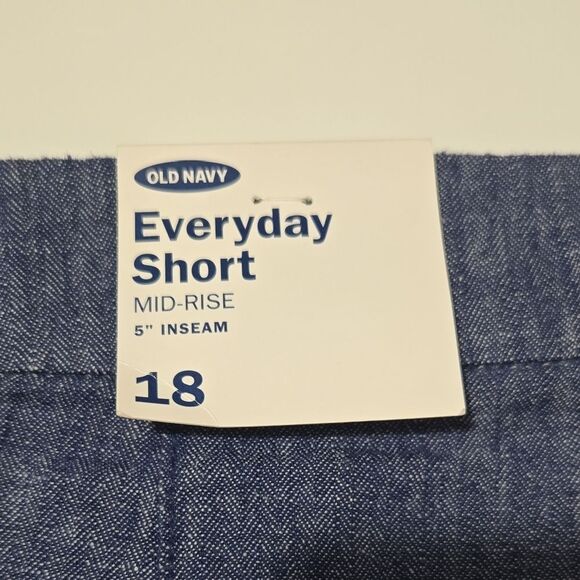 OLD NAVY
Everyday
Short
MID-RISE
5" INSEAM
18